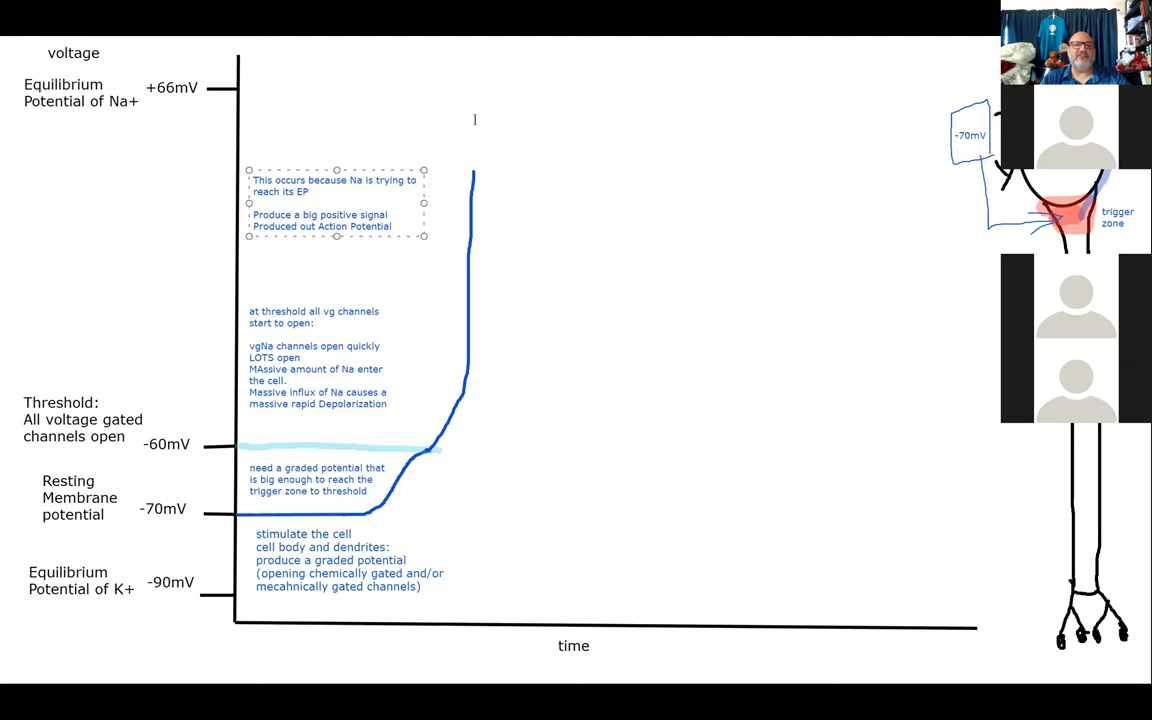 voltage
Equilibrium
Potential of Na+
+66mV
This occurs because Na is trying to
reach its EP
Produce a big positive signal
Produced out Action Potential
-70mV
trigger
zone
at threshold all vg channels
start to open:
vgNa channels open quickly
LOTS open
MAssive amount of Na enter
the cell.
Massive influx of Na causes a
massive rapid Depolarization
Threshold:
All voltage gated
channels open
-60mV
need a graded potential that
is big enough to reach the
trigger zone to threshold
Resting
Membrane
potential
-70mV
stimulate the cell
cell body and dendrites:
produce a graded potential
(opening chemically gated and/or
mecahnically gated channels)
Equilibrium
Potential of K+
-90mV
time